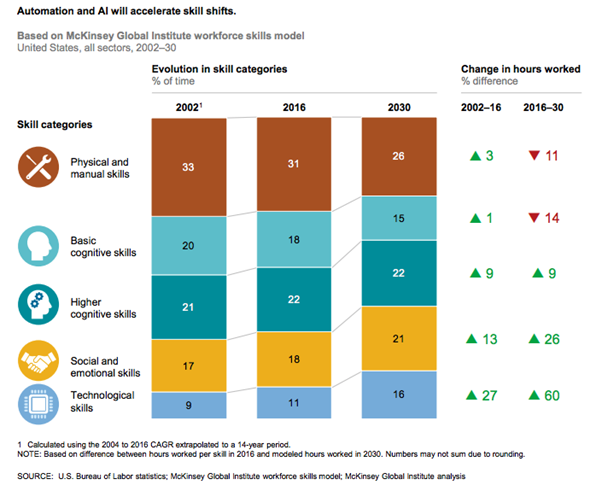 Automation and AI will accelerate skill shifts.
Based on McKinsey Global Institute workforce skills model
United States, all sectors, 2002–30
Evolution in skill categories
% of time
Change in hours worked
% difference
2002¹ 2016 2030 2002–16 2016–30
Skill categories
Physical and
manual skills
33 31 26 ▲ 3 ▼ 11
Basic
cognitive skills
20 18 15 ▲ 1 ▼ 14
Higher
cognitive skills
21 22 22 ▲ 9 ▲ 9
Social and
emotional skills
17 18 21 ▲ 13 ▲ 26
Technological
skills
9 11 16 ▲ 27 ▲ 60
1 Calculated using the 2004 to 2016 CAGR extrapolated to a 14-year period.
NOTE: Based on difference between hours worked per skill in 2016 and modeled hours worked in 2030. Numbers may not sum due to rounding.
SOURCE: U.S. Bureau of Labor statistics; McKinsey Global Institute workforce skills model; McKinsey Global Institute analysis